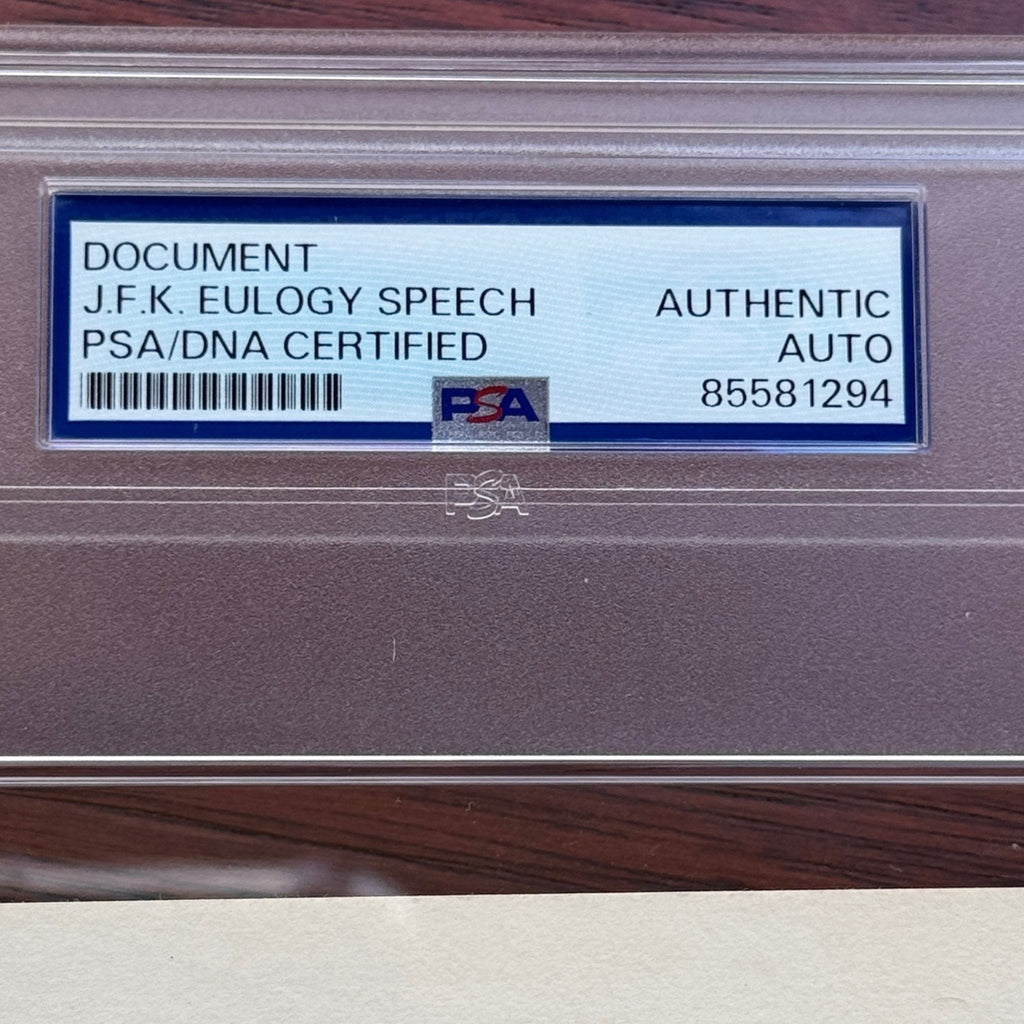 DOCUMENT
J.F.K. EULOGY SPEECH
PSA/DNA CERTIFIED
AUTHENTIC
AUTO
85581294
PSA
PSA